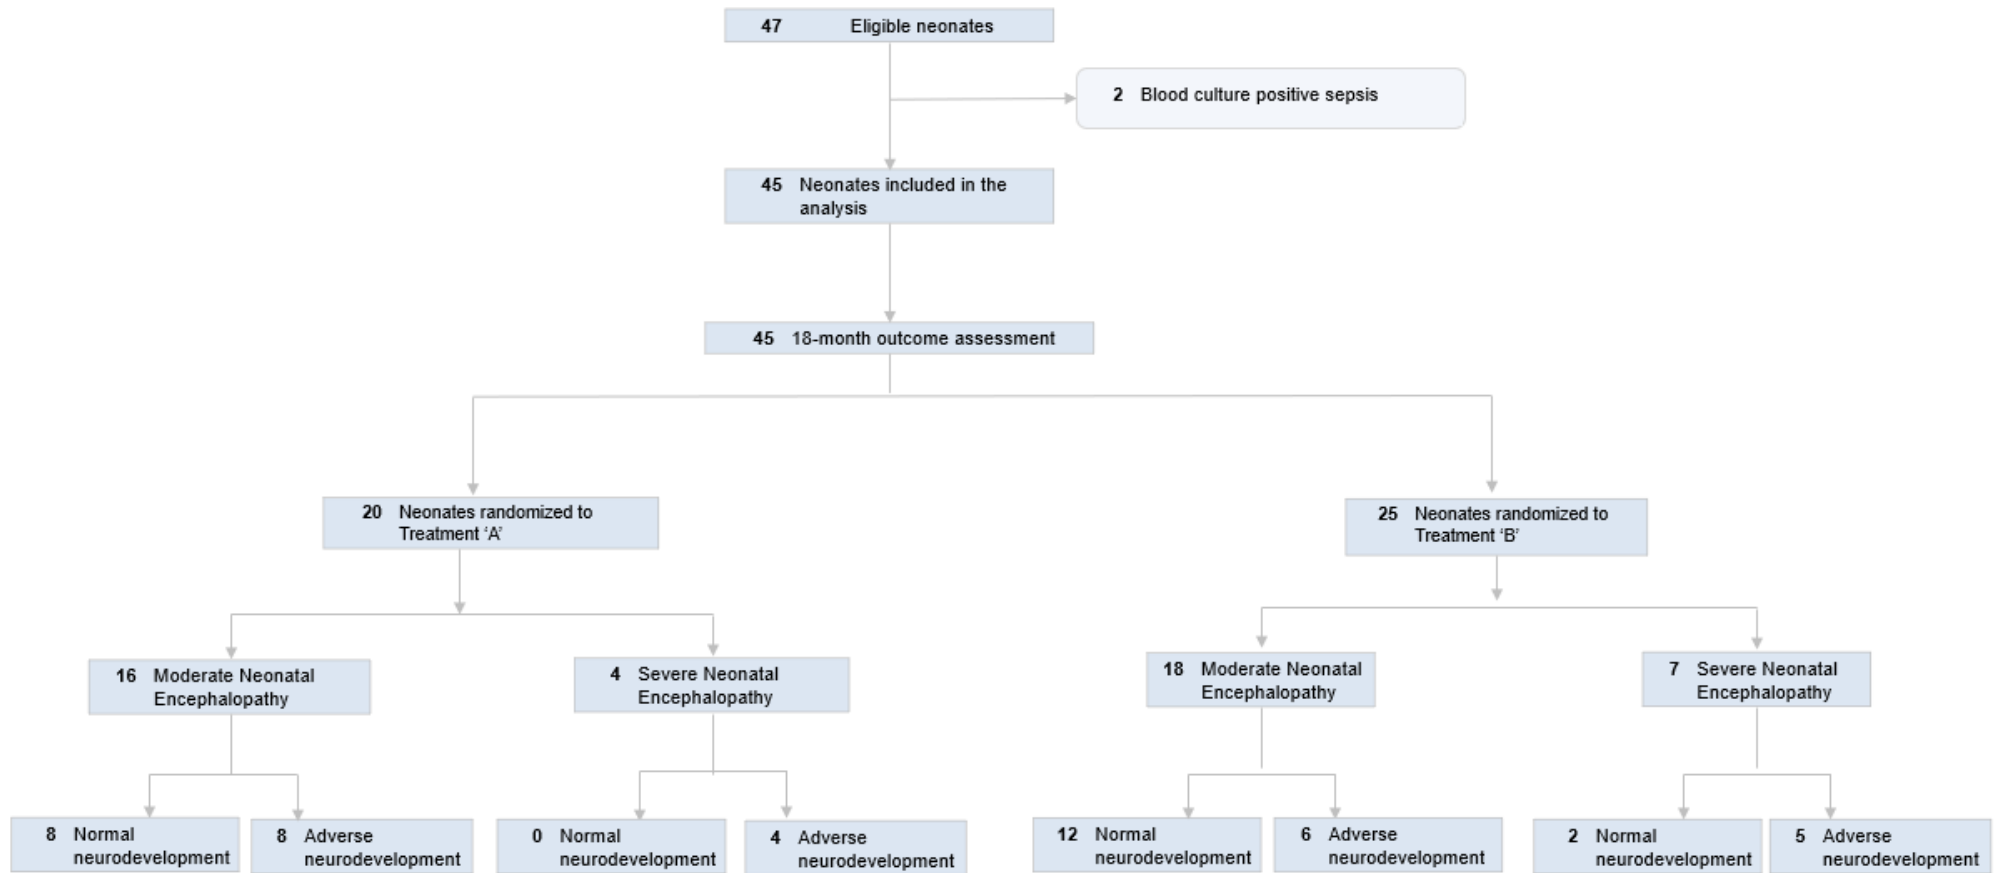 47 Eligible neonates
2 Blood culture positive sepsis
45 Neonates included in the
analysis
45 18-month outcome assessment
20 Neonates randomized to
Treatment ‘A’
25 Neonates randomized to
Treatment ‘B’
16 Moderate Neonatal
Encephalopathy
4 Severe Neonatal
Encephalopathy
18 Moderate Neonatal
Encephalopathy
7 Severe Neonatal
Encephalopathy
8 Normal
neurodevelopment
8 Adverse
neurodevelopment
0 Normal
neurodevelopment
4 Adverse
neurodevelopment
12 Normal
neurodevelopment
6 Adverse
neurodevelopment
2 Normal
neurodevelopment
5 Adverse
neurodevelopment